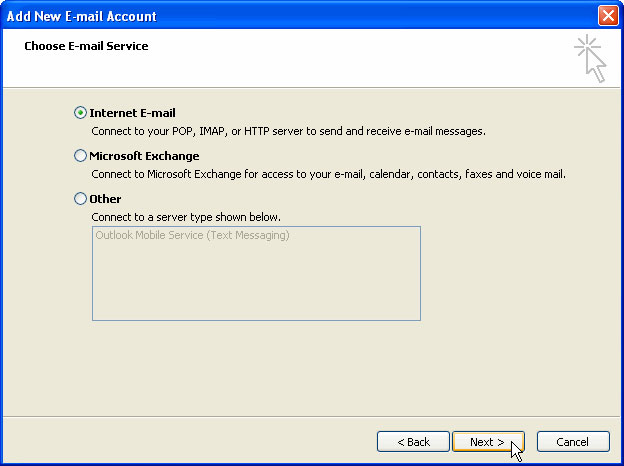 Add New E-mail Account
Choose E-mail Service
Internet E-mail
Connect to your POP, IMAP, or HTTP server to send and receive e-mail messages.
Microsoft Exchange
Connect to Microsoft Exchange for access to your e-mail, calendar, contacts, faxes and voice mail.
Other
Connect to a server type shown below.
Outlook Mobile Service (Text Messaging)
< Back
Next >
Cancel